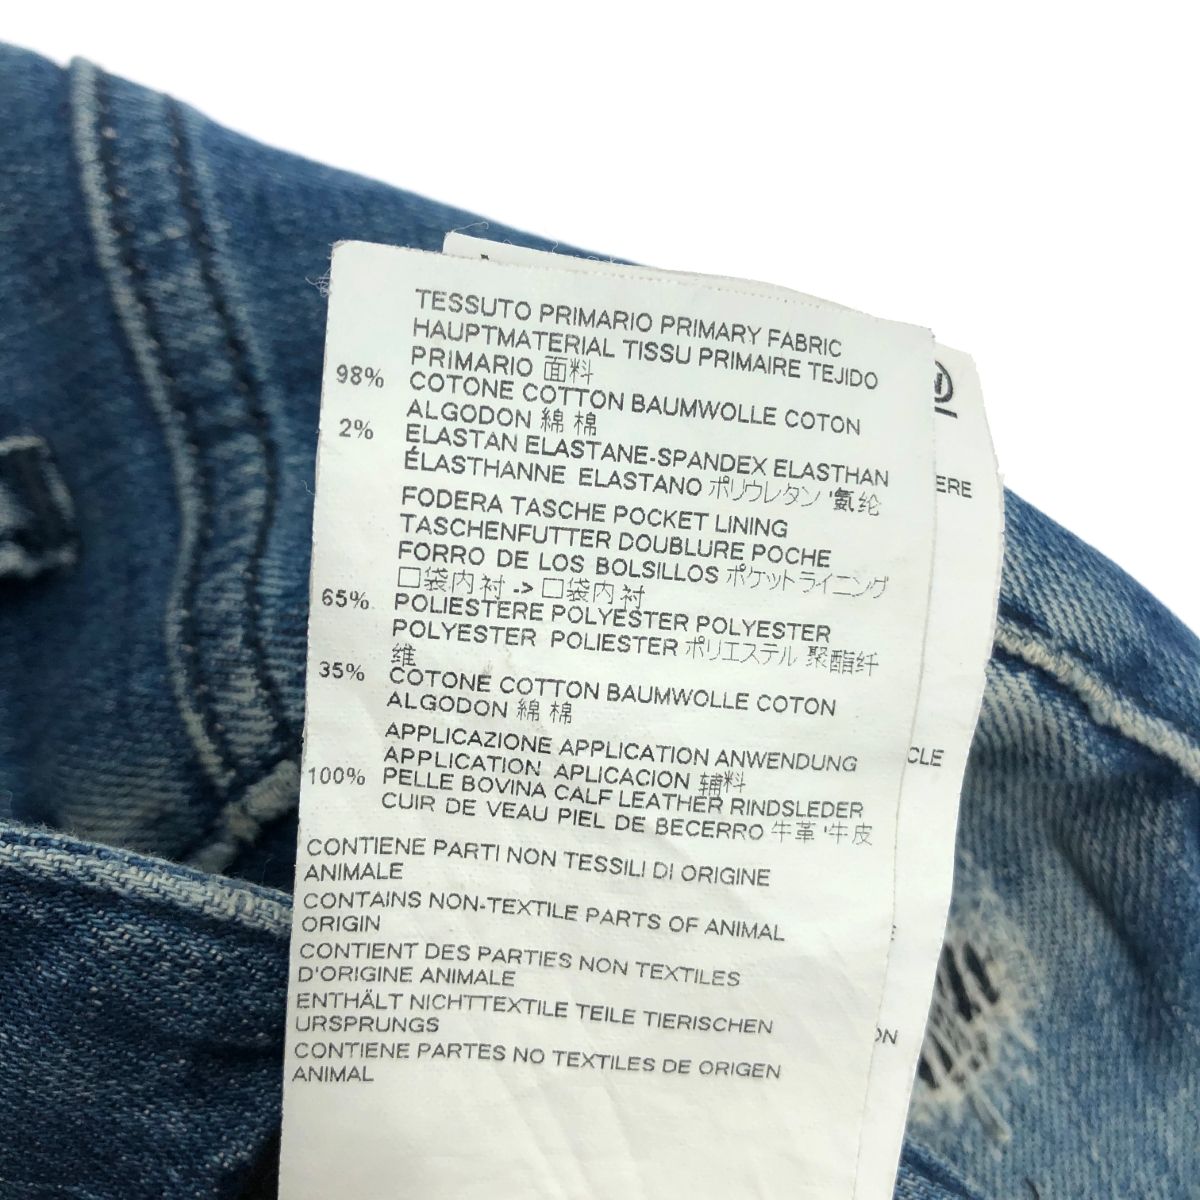 TESSUTO PRIMARIO PRIMARY FABRIC
HAUPTMATERIAL TISSU PRIMAIRE TEJIDO
PRIMARIO 面料
98% COTONE COTTON BAUMWOLLE COTON
ALGODON 綿 棉
2% ELASTAN ELASTANE-SPANDEX ELASTHAN
ÉLASTHANNE ELASTANO ポリウレタン '氨纶
FODERA TASCHE POCKET LINING
TASCHENFUTTER DOUBLURE POCHE
FORRO DE LOS BOLSILLOS ポケットライニング
口袋内衬 -> 口袋内衬
65% POLIESTERE POLYESTER POLYESTER
POLYESTER POLIESTER ポリエステル 聚酯纤
维
35% COTONE COTTON BAUMWOLLE COTON
ALGODON 綿 棉
APPLICAZIONE APPLICATION ANWENDUNG
APPLICATION APLICACION 辅料
100% PELLE BOVINA CALF LEATHER RINDSLEDER
CUIR DE VEAU PIEL DE BECERRO 牛革 '牛皮
CONTIENE PARTI NON TESSILI DI ORIGINE
ANIMALE
CONTAINS NON-TEXTILE PARTS OF ANIMAL
ORIGIN
CONTIENT DES PARTIES NON TEXTILES
D'ORIGINE ANIMALE
ENTHÄLT NICHTTEXTILE TEILE TIERISCHEN
URSPRUNGS
CONTIENE PARTES NO TEXTILES DE ORIGEN
ANIMAL
ERE
CLE
ON